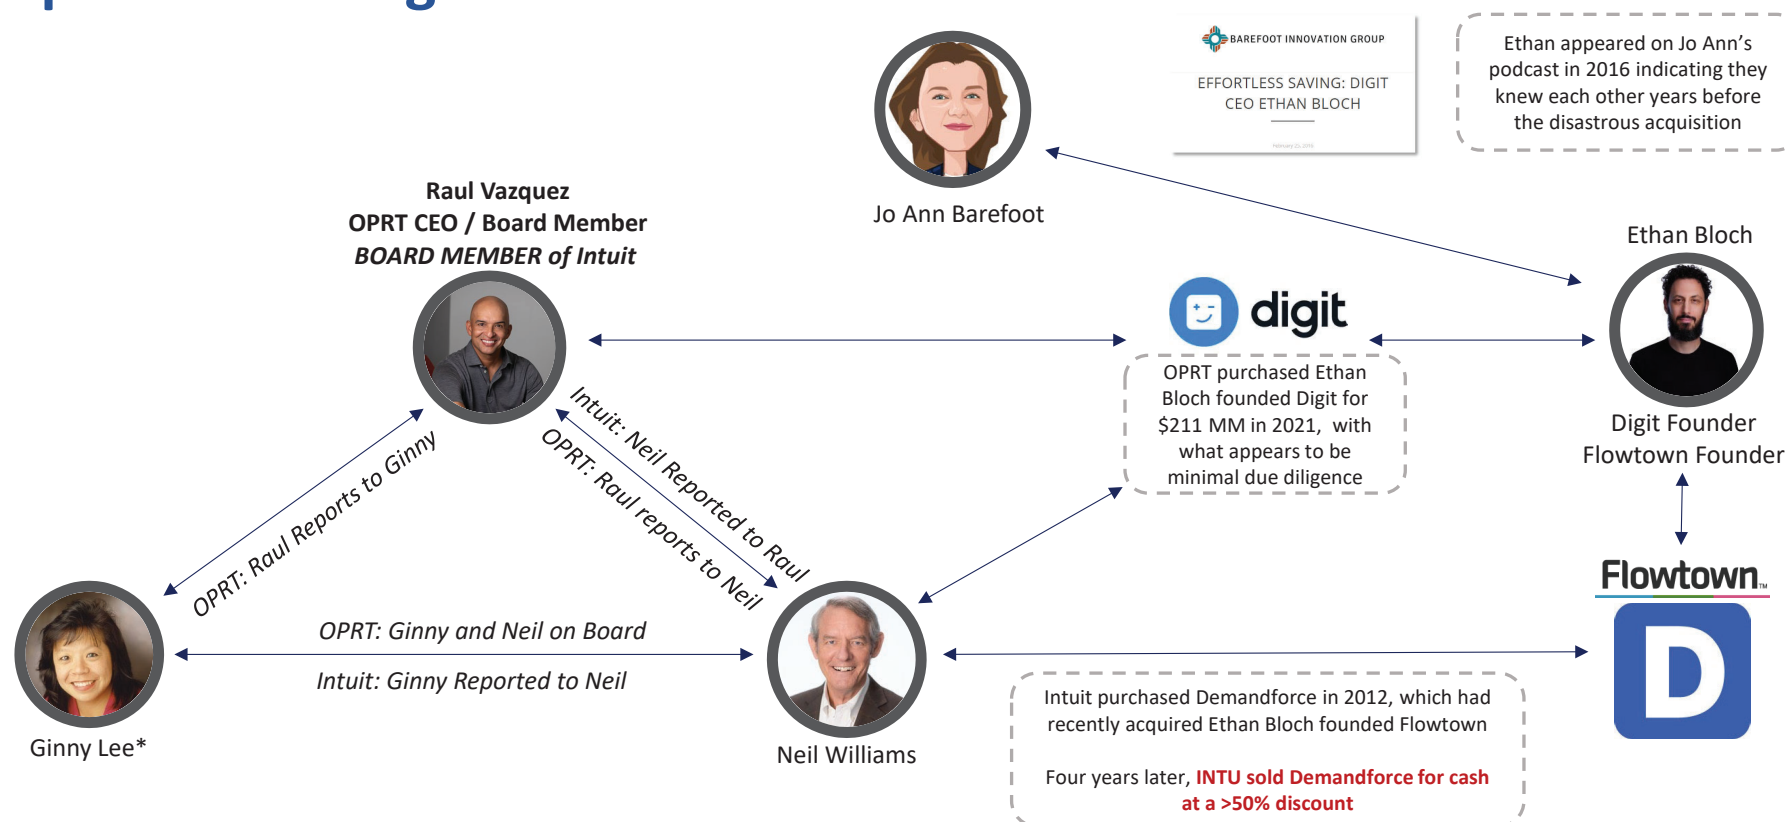 BAREFOOT INNOVATION GROUP
EFFORTLESS SAVING: DIGIT
CEO ETHAN BLOCH
February 23, 2016
Ethan appeared on Jo Ann's
podcast in 2016 indicating they
knew each other years before
the disastrous acquisition
Jo Ann Barefoot
Raul Vazquez
OPRT CEO / Board Member
BOARD MEMBER of Intuit
Ethan Bloch
digit
OPRT purchased Ethan
Bloch founded Digit for
$211 MM in 2021, with
what appears to be
minimal due diligence
Digit Founder
Flowtown Founder
OPRT: Raul Reports to Ginny
Intuit: Neil Reported to Raul
OPRT: Raul reports to Neil
Flowtown™
D
OPRT: Ginny and Neil on Board
Intuit: Ginny Reported to Neil
Ginny Lee*
Neil Williams
Intuit purchased Demandforce in 2012, which had
recently acquired Ethan Bloch founded Flowtown
Four years later, INTU sold Demandforce for cash
at a >50% discount